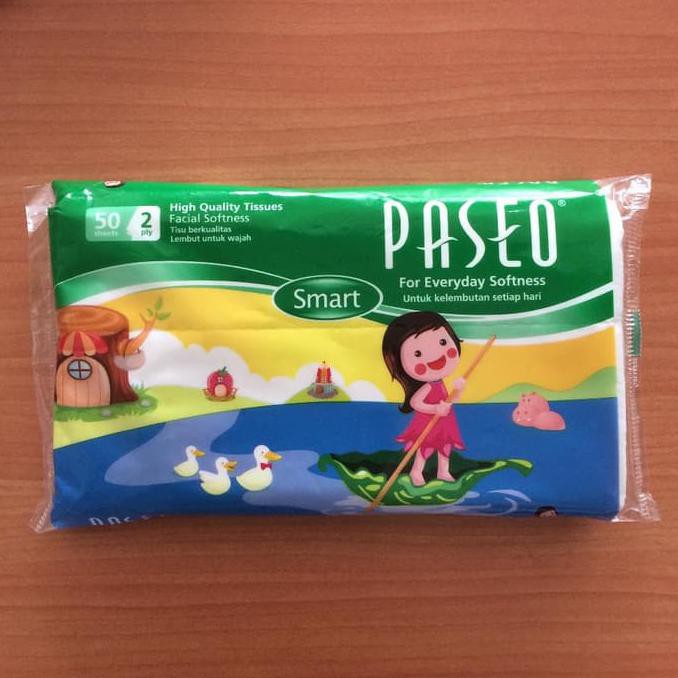 50
sheets
2
ply
High Quality Tissues
Facial Softness
Tisu berkualitas
Lembut untuk wajah
PASEO®
For Everyday Softness
Untuk kelembutan setiap hari
Smart